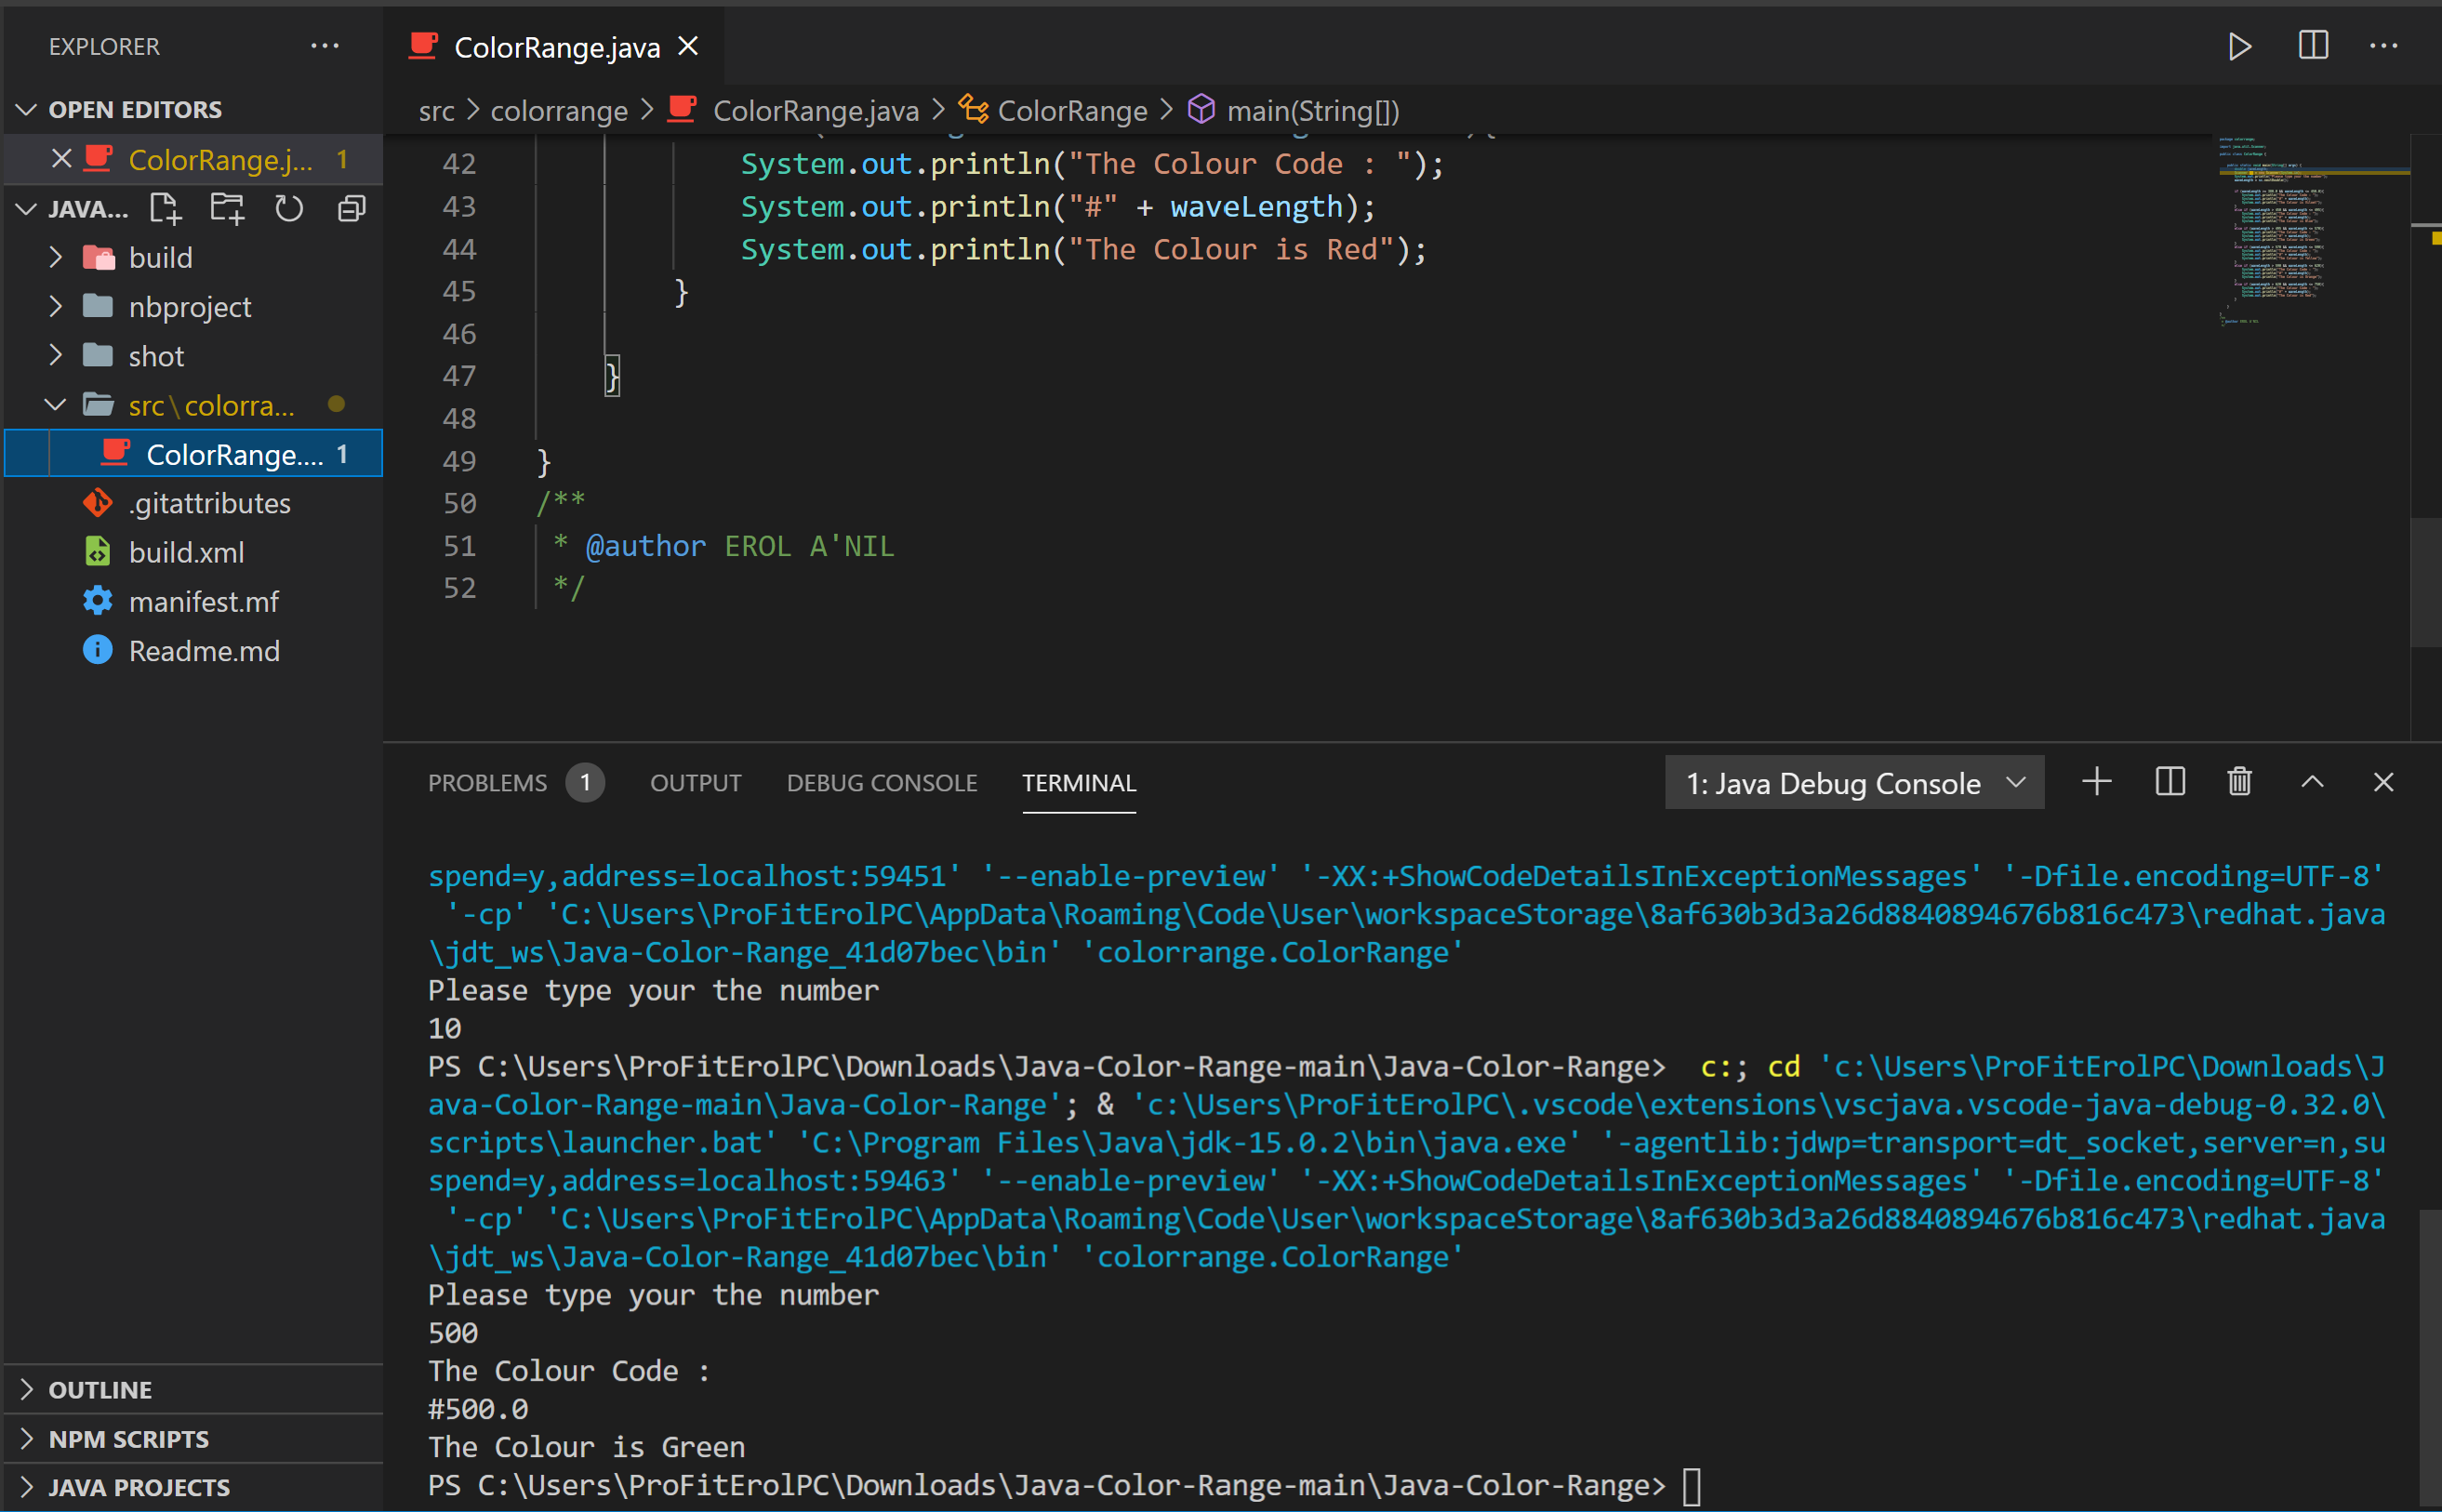 EXPLORER
OPEN EDITORS
ColorRange.j... 1
JAVA...
build
nbproject
shot
src\colorra...
ColorRange.... 1
.gitattributes
build.xml
manifest.mf
Readme.md
OUTLINE
NPM SCRIPTS
JAVA PROJECTS
ColorRange.java
src > colorrange > ColorRange.java > ColorRange > main(String[])
42 System.out.println("The Colour Code : ");
43 System.out.println("#" + waveLength);
44 System.out.println("The Colour is Red");
45 }
46
47 }
48
49 }
50 /**
51 * @author EROL A'NIL
52 */
PROBLEMS 1 OUTPUT DEBUG CONSOLE TERMINAL 1: Java Debug Console
spend=y,address=localhost:59451' '--enable-preview' '-XX:+ShowCodeDetailsInExceptionMessages' '-Dfile.encoding=UTF-8'
'-cp' 'C:\Users\ProFitErolPC\AppData\Roaming\Code\User\workspaceStorage\8af630b3d3a26d8840894676b816c473\redhat.java
\jdt_ws\Java-Color-Range_41d07bec\bin' 'colorrange.ColorRange'
Please type your the number
10
PS C:\Users\ProFitErolPC\Downloads\Java-Color-Range-main\Java-Color-Range>  c:; cd 'c:\Users\ProFitErolPC\Downloads\J
ava-Color-Range-main\Java-Color-Range'; & 'c:\Users\ProFitErolPC\.vscode\extensions\vscjava.vscode-java-debug-0.32.0\
scripts\launcher.bat' 'C:\Program Files\Java\jdk-15.0.2\bin\java.exe' '-agentlib:jdwp=transport=dt_socket,server=n,su
spend=y,address=localhost:59463' '--enable-preview' '-XX:+ShowCodeDetailsInExceptionMessages' '-Dfile.encoding=UTF-8'
'-cp' 'C:\Users\ProFitErolPC\AppData\Roaming\Code\User\workspaceStorage\8af630b3d3a26d8840894676b816c473\redhat.java
\jdt_ws\Java-Color-Range_41d07bec\bin' 'colorrange.ColorRange'
Please type your the number
500
The Colour Code :
#500.0
The Colour is Green
PS C:\Users\ProFitErolPC\Downloads\Java-Color-Range-main\Java-Color-Range>